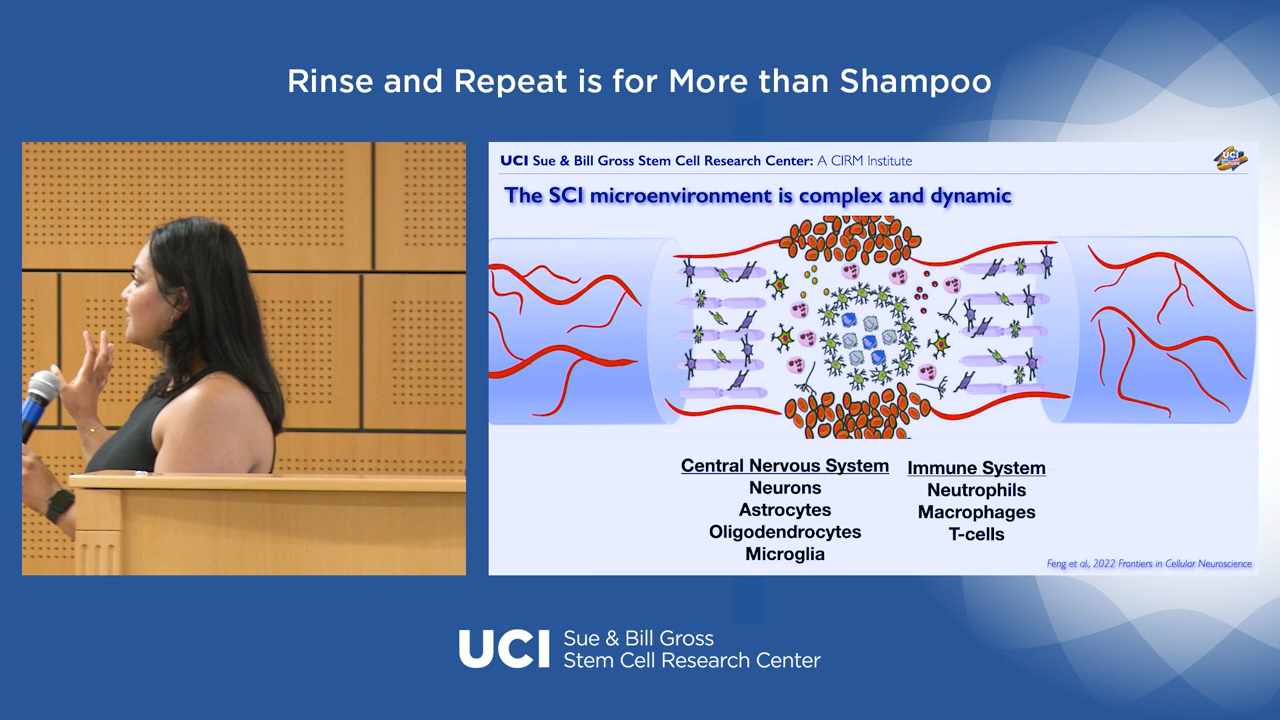 Rinse and Repeat is for More than Shampoo
UCI Sue & Bill Gross Stem Cell Research Center: A CIRM Institute
UCI
The SCI microenvironment is complex and dynamic
Central Nervous System
Neurons
Astrocytes
Oligodendrocytes
Microglia
Immune System
Neutrophils
Macrophages
T-cells
Feng et al., 2022 Frontiers in Cellular Neuroscience
UCI
Sue & Bill Gross
Stem Cell Research Center